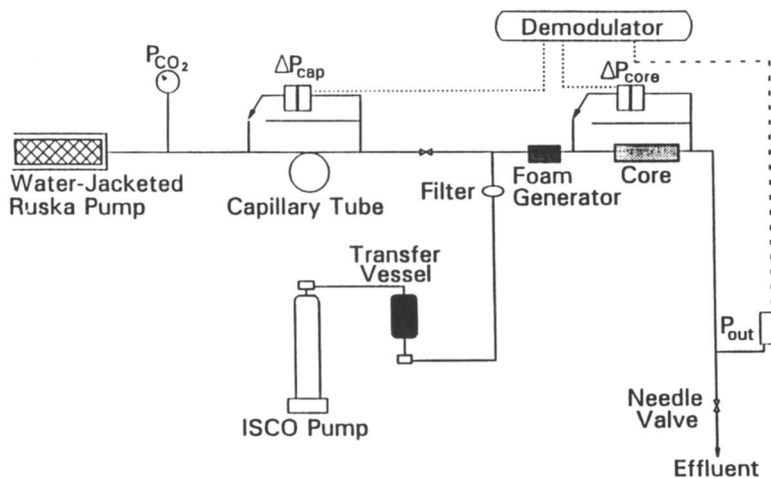 Demodulator
P_CO2
ΔP_cap
ΔP_core
Water-Jacketed
Ruska Pump
Capillary Tube
Filter
Foam
Generator
Core
Transfer
Vessel
P_out
ISCO Pump
Needle
Valve
Effluent